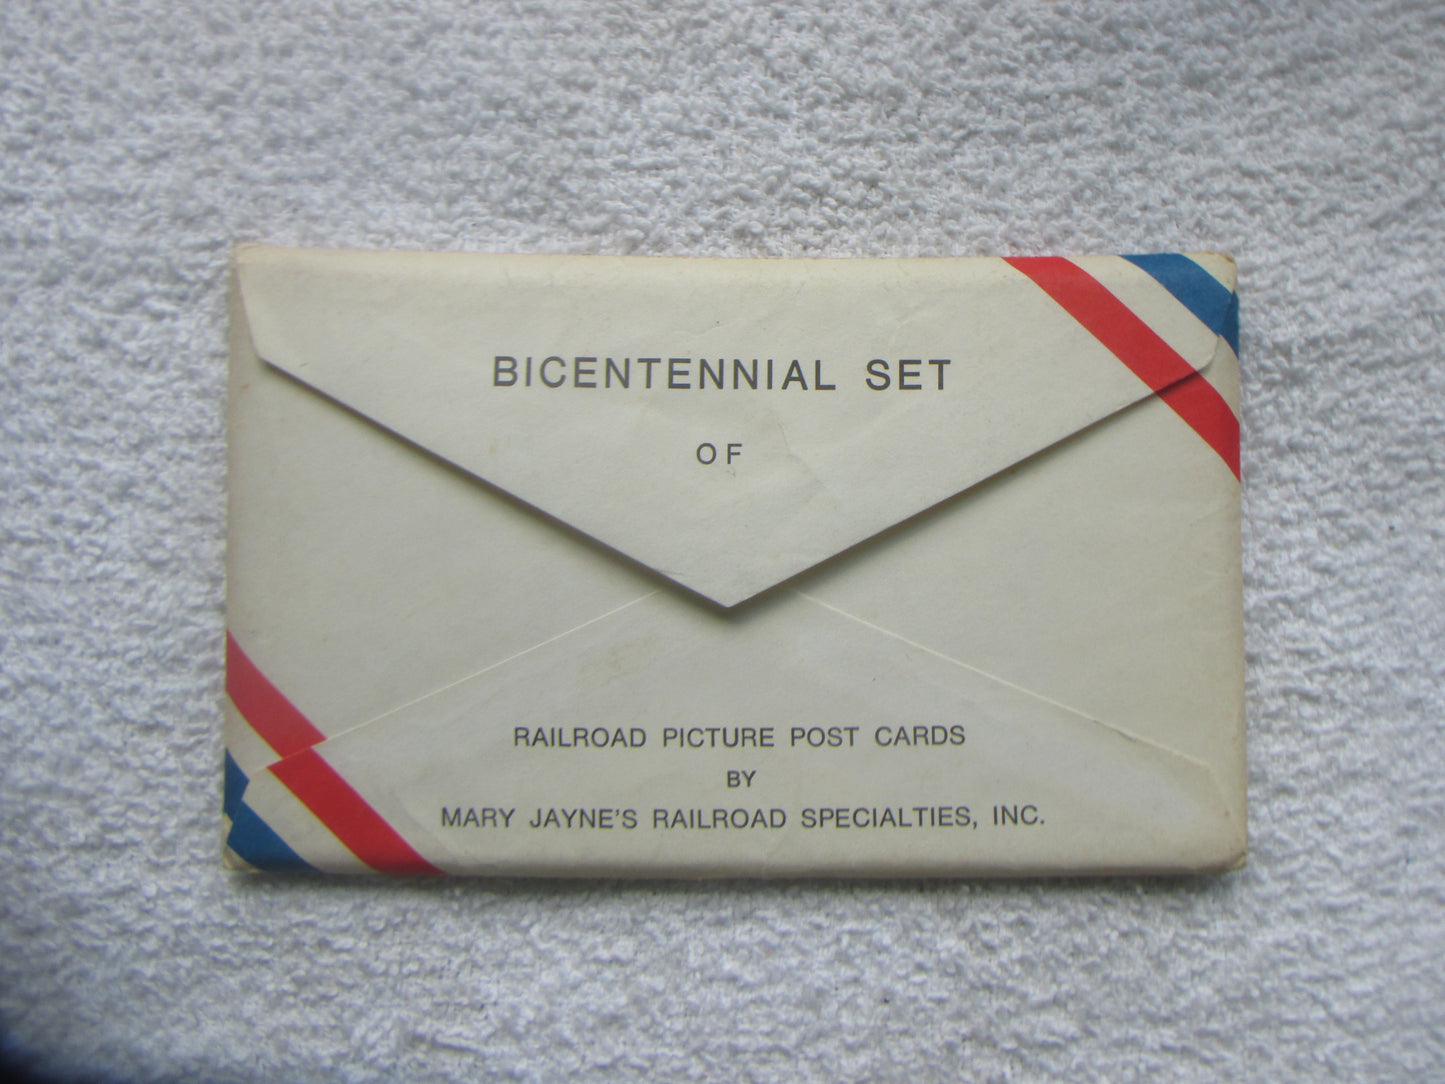 BICENTENNIAL SET
OF
RAILROAD PICTURE POST CARDS
BY
MARY JAYNE'S RAILROAD SPECIALTIES, INC.